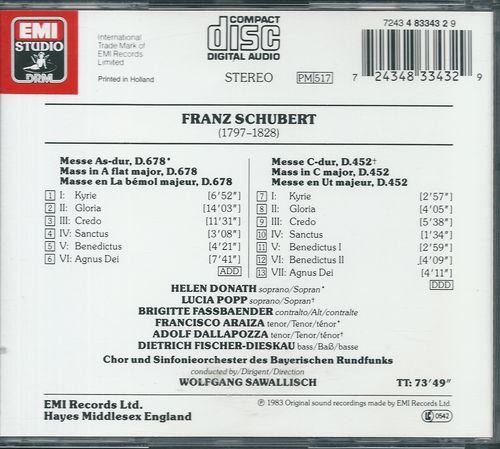 EMI
STUDIO
DRM
International
Trade Mark of
EMI Records
Limited
Printed in Holland
COMPACT
disc
DIGITAL AUDIO
STEREO
PM 517
7243 4 83343 2 9
7 24348 33432 9
FRANZ SCHUBERT
(1797-1828)
Messe As-dur, D.678*
Mass in A flat major, D.678
Masse en La bémol majeur, D.678
1 I: Kyrie [6′52″]
2 II: Gloria [14′03″]
3 III: Credo [11′31″]
4 IV: Sanctus [3′08″]
5 V: Benedictus [4′21″]
6 VI: Agnus Dei [7′41″]
ADD
Messe C-dur, D.452†
Mass in C major, D.452
Messe en Ut majeur, D.452
7 I: Kyrie [2′57″]
8 II: Gloria [4′05″]
9 III: Credo [5′38″]
10 IV: Sanctus [1′34″]
11 V: Benedictus I [2′59″]
12 VI: Benedictus II [4′09″]
13 VII: Agnus Dei [4′11″]
DDD
HELEN DONATH soprano/Sopran*
LUCIA POPP soprano/Sopran†
BRIGITTE FASSBAENDER contralto/Alt/contralte
FRANCISCO ARAIZA tenor/Tenor/ténor*
ADOLF DALLAPOZZA tenor/Tenor/ténor†
DIETRICH FISCHER-DIESKAU bass/Baß/basse
Chor und Sinfonieorchester des Bayerischen Rundfunks
conducted by/Dirigent/Direction
WOLFGANG SAWALLISCH TT: 73′49″
EMI Records Ltd.
Hayes Middlesex England
℗ 1983 Original sound recordings made by EMI Records Ltd.
0542